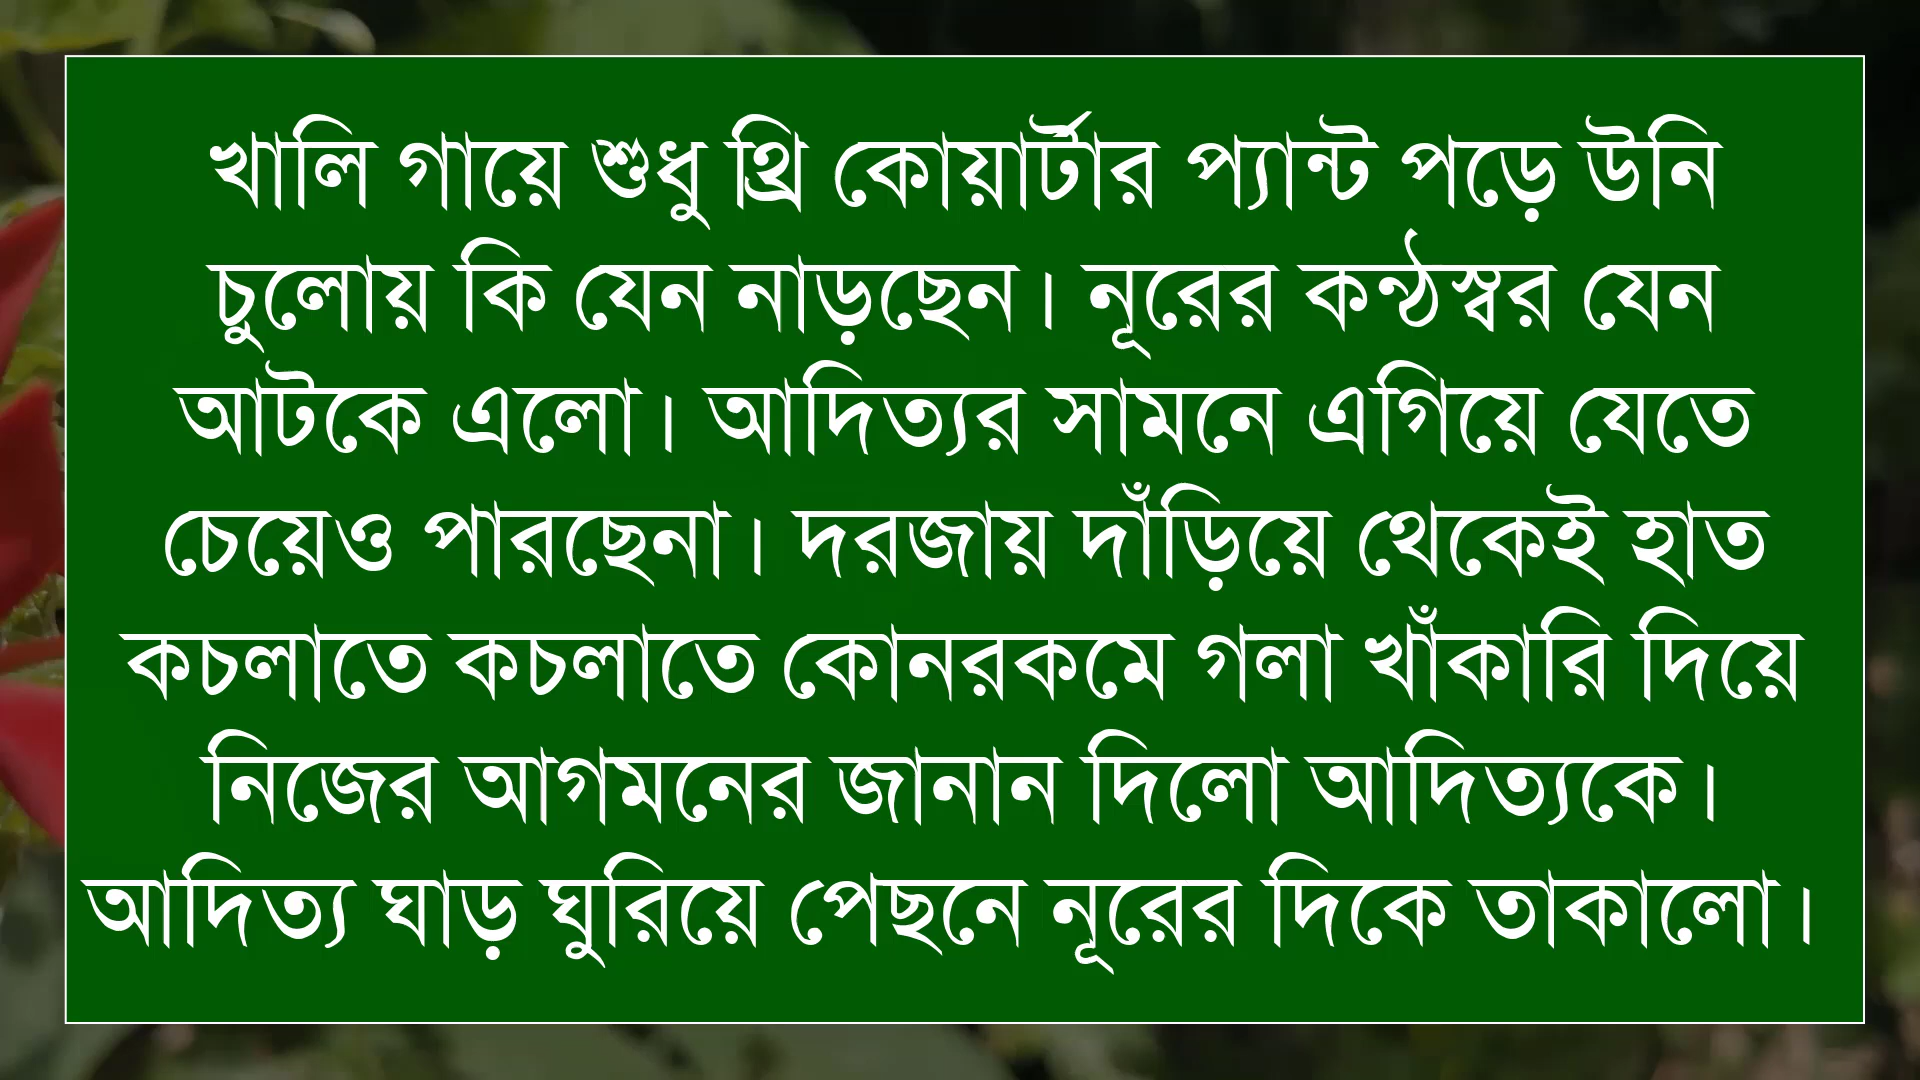 খালি গায়ে শুধু থ্রি কোয়ার্টার প্যান্ট পড়ে উনি
চুলোয় কি যেন নাড়ছেন। নূরের কন্ঠস্বর যেন
আটকে এলো। আদিত্যর সামনে এগিয়ে যেতে
চেয়েও পারছেনা। দরজায় দাঁড়িয়ে থেকেই হাত
কচলাতে কচলাতে কোনরকমে গলা খাঁকারি দিয়ে
নিজের আগমনের জানান দিলো আদিত্যকে।
আদিত্য ঘাড় ঘুরিয়ে পেছনে নূরের দিকে তাকালো।